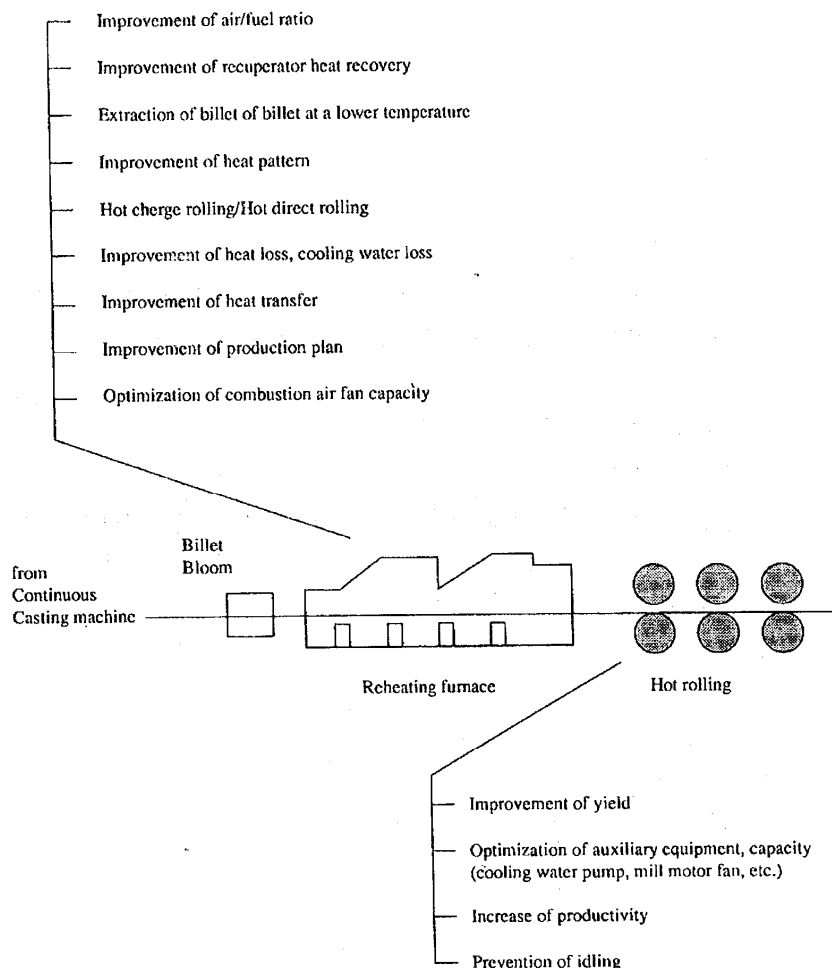 Improvement of air/fuel ratio
Improvement of recuperator heat recovery
Extraction of billet of billet at a lower temperature
Improvement of heat pattern
Hot cherge rolling/Hot direct rolling
Improvement of heat loss, cooling water loss
Improvement of heat transfer
Improvement of production plan
Optimization of combustion air fan capacity
Billet
Bloom
from
Continuous
Casting machine
Reheating furnace
Hot rolling
Improvement of yield
Optimization of auxiliary equipment, capacity
(cooling water pump, mill motor fan, etc.)
Increase of productivity
Prevention of idling